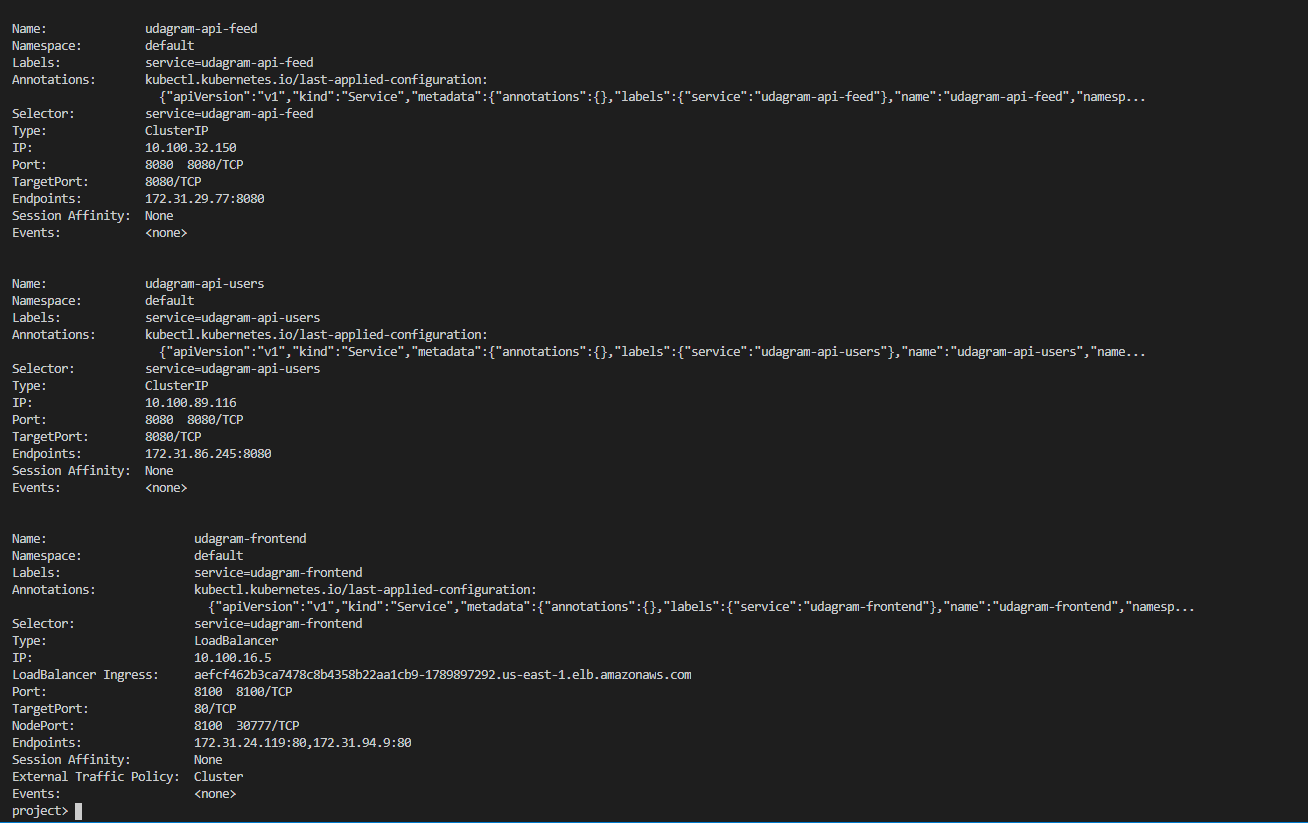 Name:              udagram-api-feed
Namespace:         default
Labels:            service=udagram-api-feed
Annotations:       kubectl.kubernetes.io/last-applied-configuration:
                     {"apiVersion":"v1","kind":"Service","metadata":{"annotations":{},"labels":{"service":"udagram-api-feed"},"name":"udagram-api-feed","namesp...
Selector:          service=udagram-api-feed
Type:              ClusterIP
IP:                10.100.32.150
Port:              8080  8080/TCP
TargetPort:        8080/TCP
Endpoints:         172.31.29.77:8080
Session Affinity:  None
Events:            <none>
Name:              udagram-api-users
Namespace:         default
Labels:            service=udagram-api-users
Annotations:       kubectl.kubernetes.io/last-applied-configuration:
                     {"apiVersion":"v1","kind":"Service","metadata":{"annotations":{},"labels":{"service":"udagram-api-users"},"name":"udagram-api-users","name...
Selector:          service=udagram-api-users
Type:              ClusterIP
IP:                10.100.89.116
Port:              8080  8080/TCP
TargetPort:        8080/TCP
Endpoints:         172.31.86.245:8080
Session Affinity:  None
Events:            <none>
Name:                     udagram-frontend
Namespace:                default
Labels:                   service=udagram-frontend
Annotations:              kubectl.kubernetes.io/last-applied-configuration:
                            {"apiVersion":"v1","kind":"Service","metadata":{"annotations":{},"labels":{"service":"udagram-frontend"},"name":"udagram-frontend","namesp...
Selector:                 service=udagram-frontend
Type:                     LoadBalancer
IP:                       10.100.16.5
LoadBalancer Ingress:     aefcf462b3ca7478c8b4358b22aa1cb9-1789897292.us-east-1.elb.amazonaws.com
Port:                     8100  8100/TCP
TargetPort:               80/TCP
NodePort:                 8100  30777/TCP
Endpoints:                172.31.24.119:80,172.31.94.9:80
Session Affinity:         None
External Traffic Policy:  Cluster
Events:                   <none>
project>